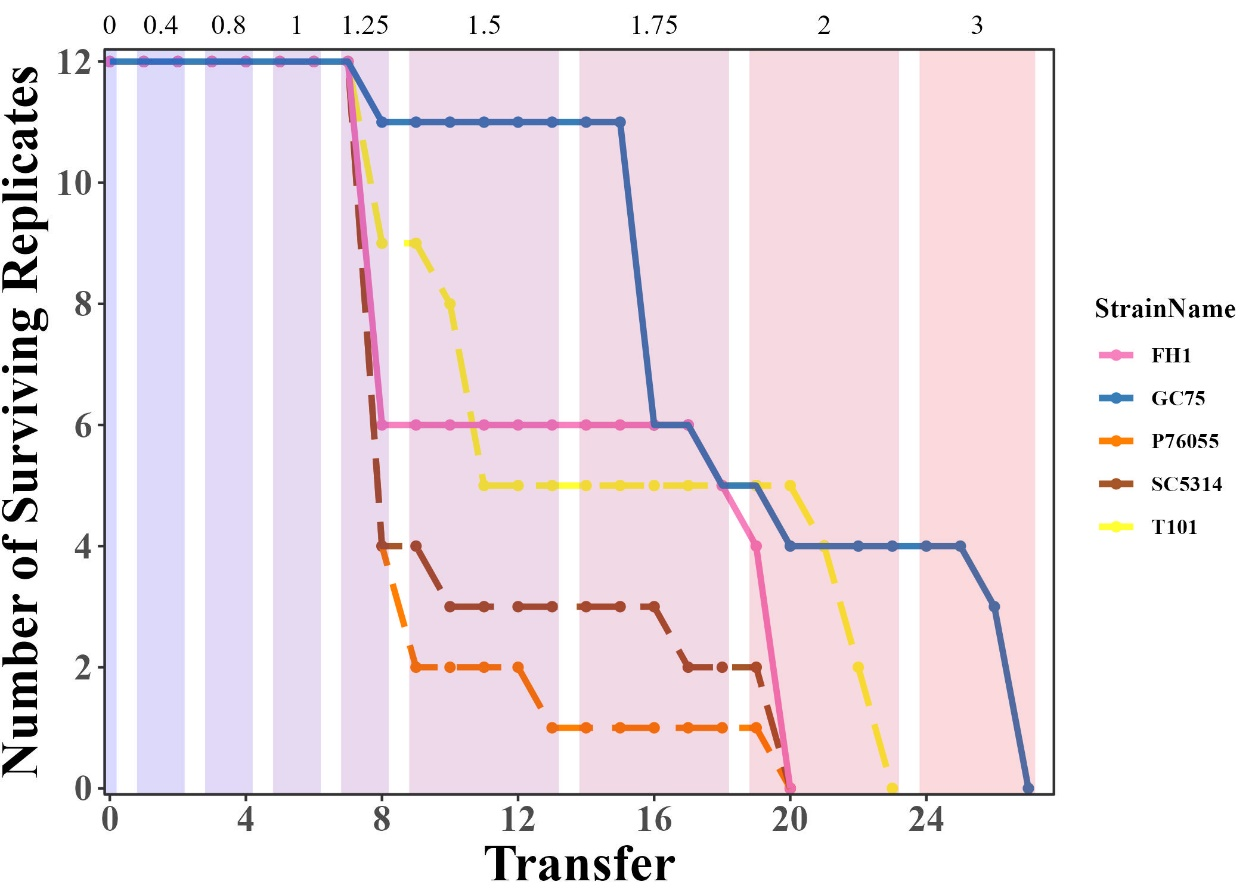 0 0.4 0.8 1 1.25 1.5 1.75 2 3
Number of Surviving Replicates
12
10
8
6
4
2
0
0 4 8 12 16 20 24
Transfer
StrainName
FH1
GC75
P76055
SC5314
T101